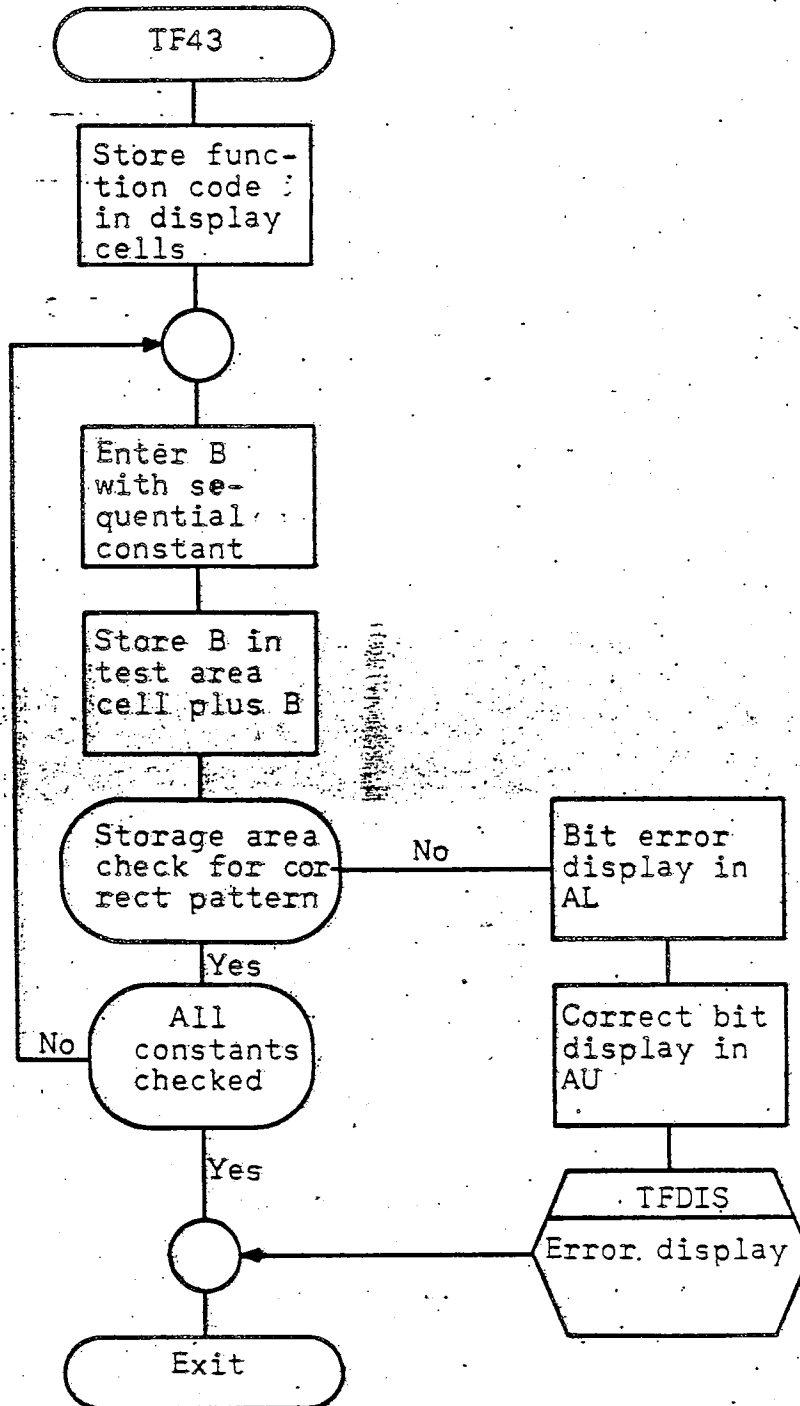 TF43
Store func-
tion code
in display
cells
Enter B
with se-
quential
constant
Store B in
test area
cell plus B
Storage area
check for cor-
rect pattern
No
Bit error
display in
AL
Yes
All
constants
checked
No
Correct bit
display in
AU
Yes
TFDIS
Error display
Exit